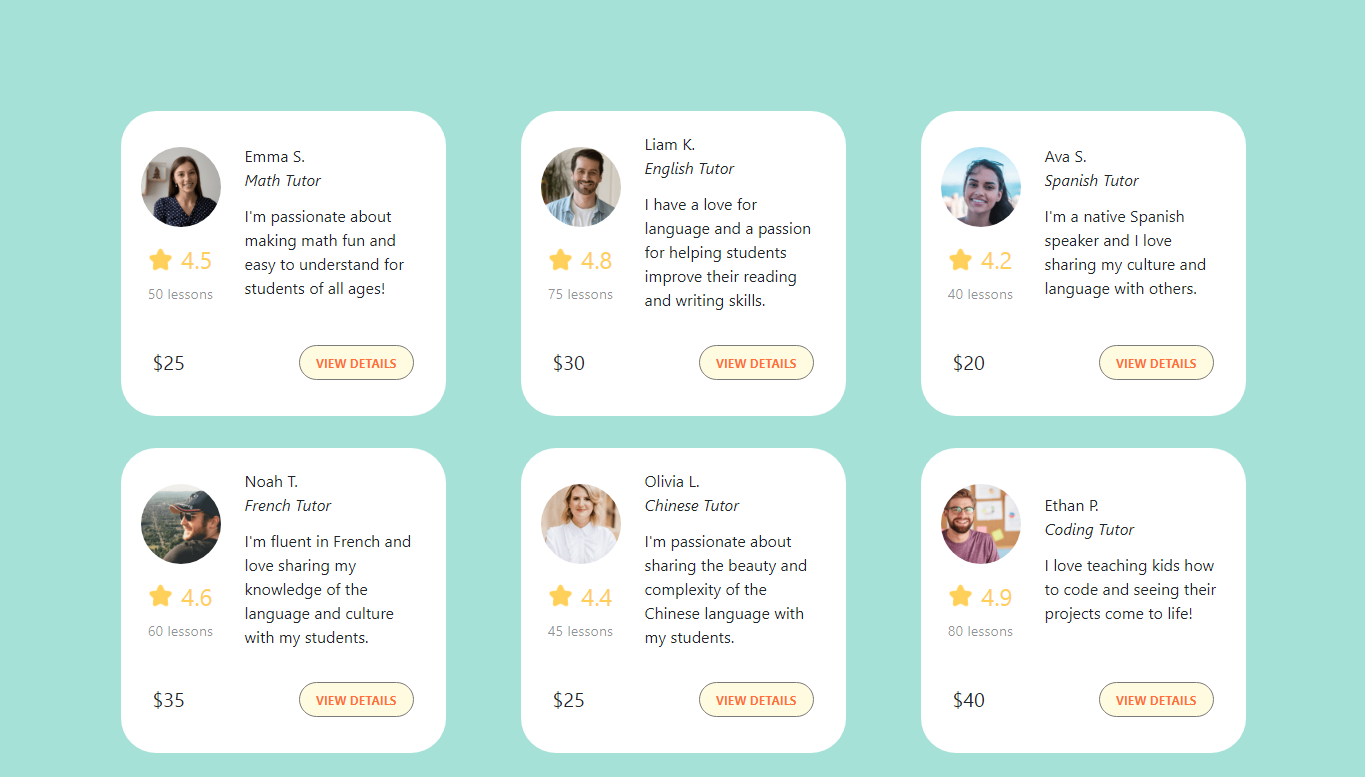 Emma S.
Math Tutor
I'm passionate about
making math fun and
easy to understand for
students of all ages!
4.5
50 lessons
$25
VIEW DETAILS
Liam K.
English Tutor
I have a love for
language and a passion
for helping students
improve their reading
and writing skills.
4.8
75 lessons
$30
VIEW DETAILS
Ava S.
Spanish Tutor
I'm a native Spanish
speaker and I love
sharing my culture and
language with others.
4.2
40 lessons
$20
VIEW DETAILS
Noah T.
French Tutor
I'm fluent in French and
love sharing my
knowledge of the
language and culture
with my students.
4.6
60 lessons
$35
VIEW DETAILS
Olivia L.
Chinese Tutor
I'm passionate about
sharing the beauty and
complexity of the
Chinese language with
my students.
4.4
45 lessons
$25
VIEW DETAILS
Ethan P.
Coding Tutor
I love teaching kids how
to code and seeing their
projects come to life!
4.9
80 lessons
$40
VIEW DETAILS